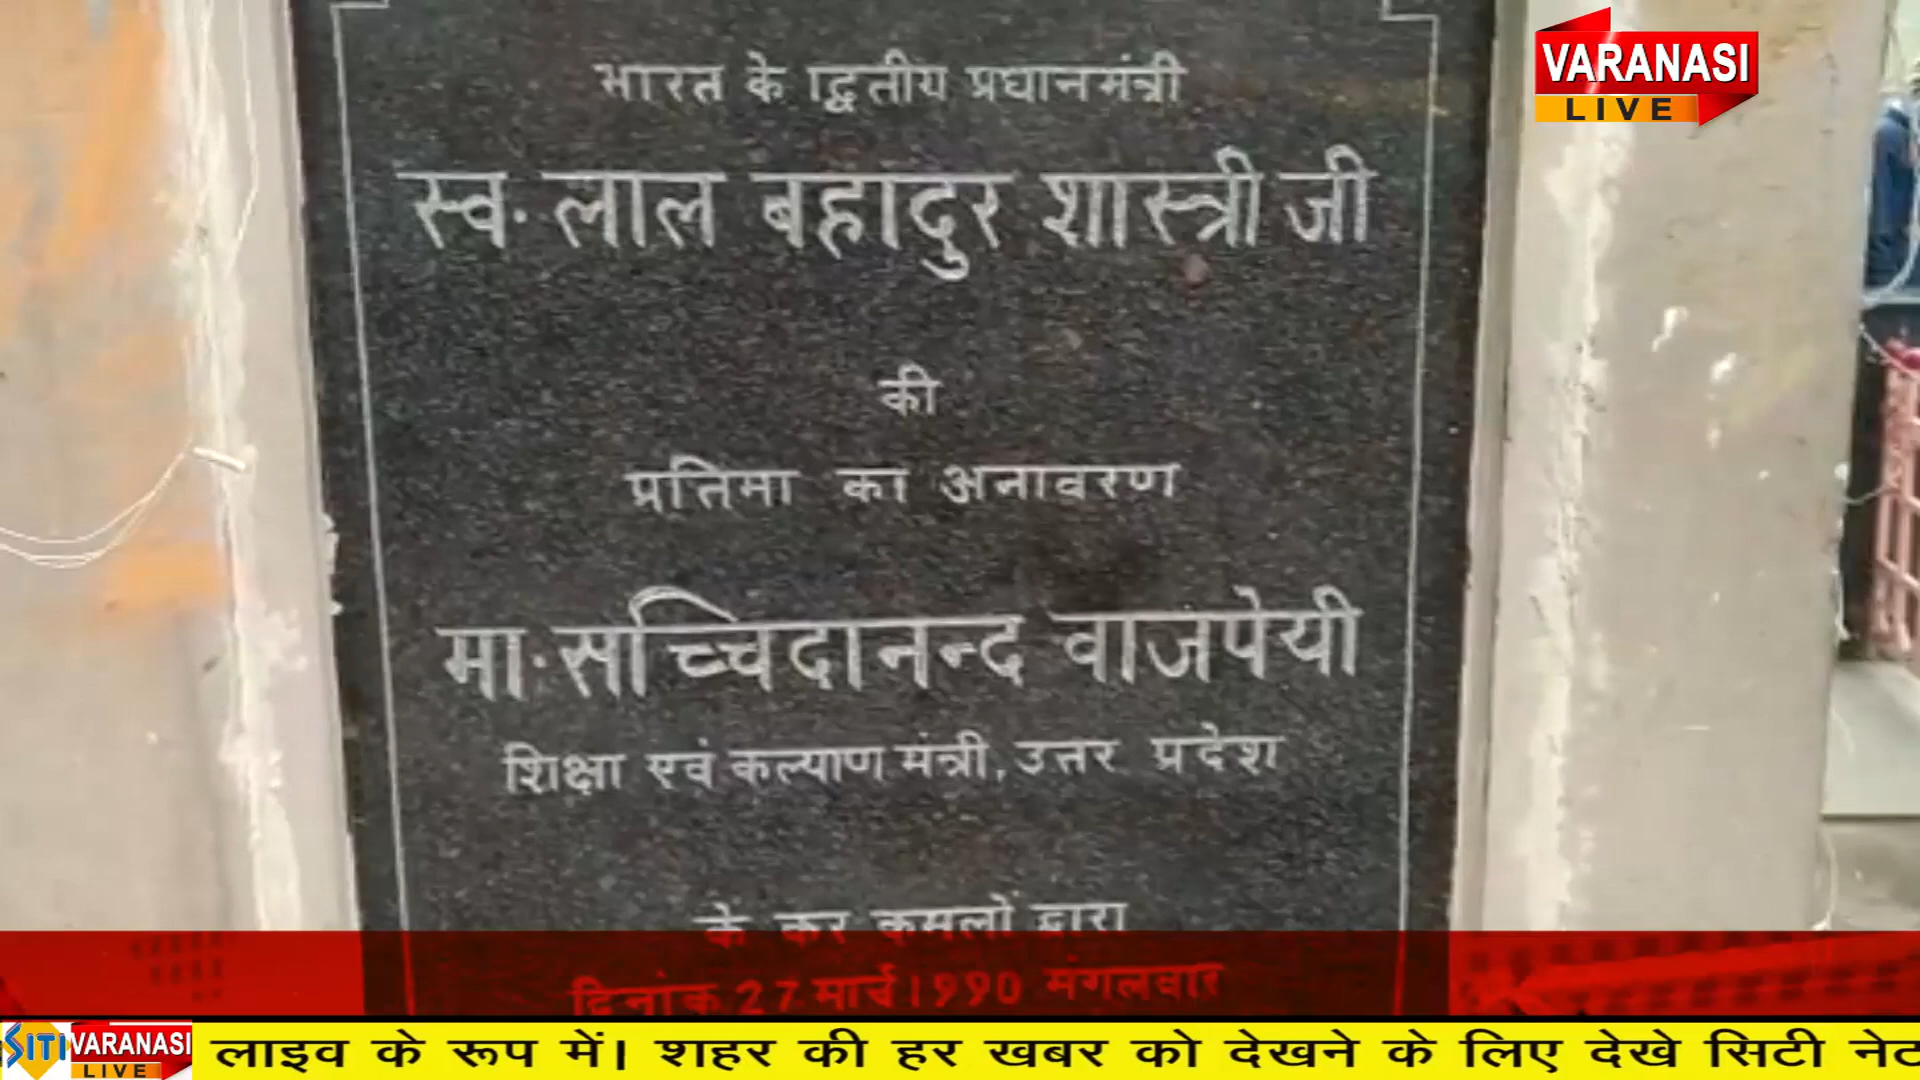 VARANASI
LIVE
भारत के द्वितीय प्रधानमंत्री
स्व. लाल बहादुर शास्त्री जी
की
प्रतिमा का अनावरण
मा. सच्चिदानन्द वाजपेयी
शिक्षा एवं कल्याण मंत्री, उत्तर प्रदेश
के कर कमलों द्वारा
दिनांक 27 मार्च 1990 मंगलवार
SITI VARANASI
LIVE
लाइव के रूप में। शहर की हर खबर को देखने के लिए देखे सिटी नेट